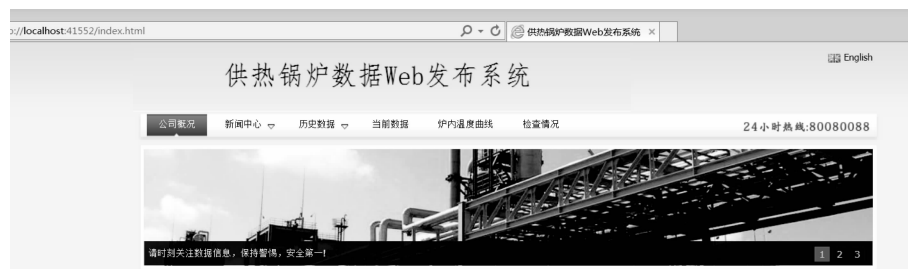 ://localhost:41552/index.html
供热锅炉数据Web发布系统 ×
English
供热锅炉数据Web发布系统
公司概况 新闻中心 历史数据 当前数据 炉内温度曲线 检查情况
24小时热线:80080088
请时刻关注数据信息，保持警惕，安全第一!
1 2 3